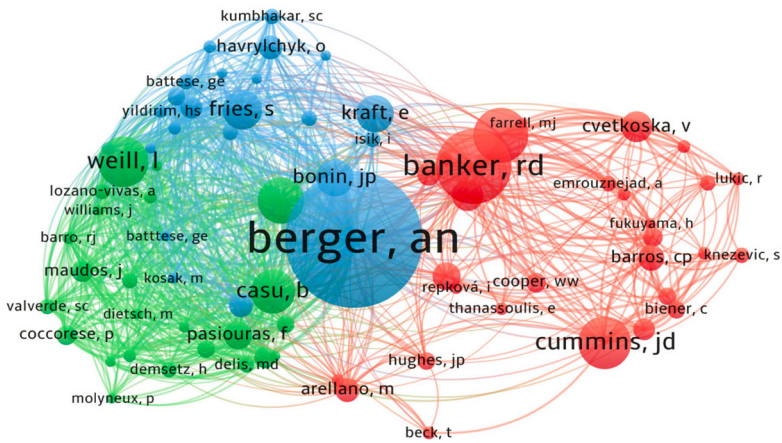 kumbhakar, sc
havrylchyk, o
battese, ge
yildirim, hs
fries, s
kraft, e
isik, i
farrell, mj
cvetkoska, v
weill, l
bonin, jp
banker, rd
lozano-vivas, a
emrouznejad, a
lukic, r
williams, j
fukuyama, h
barro, rj
batttese, ge
berger, an
barros, cp
knezevic, s
maudos, j
kosak, m
casu, b
repková, i
cooper, ww
valverde, sc
dietsch, m
thanassoulis, e
biener, c
coccorese, p
pasiouras, f
cummins, jd
demsetz, h
delis, md
hughes, jp
arellano, m
molyneux, p
beck, t